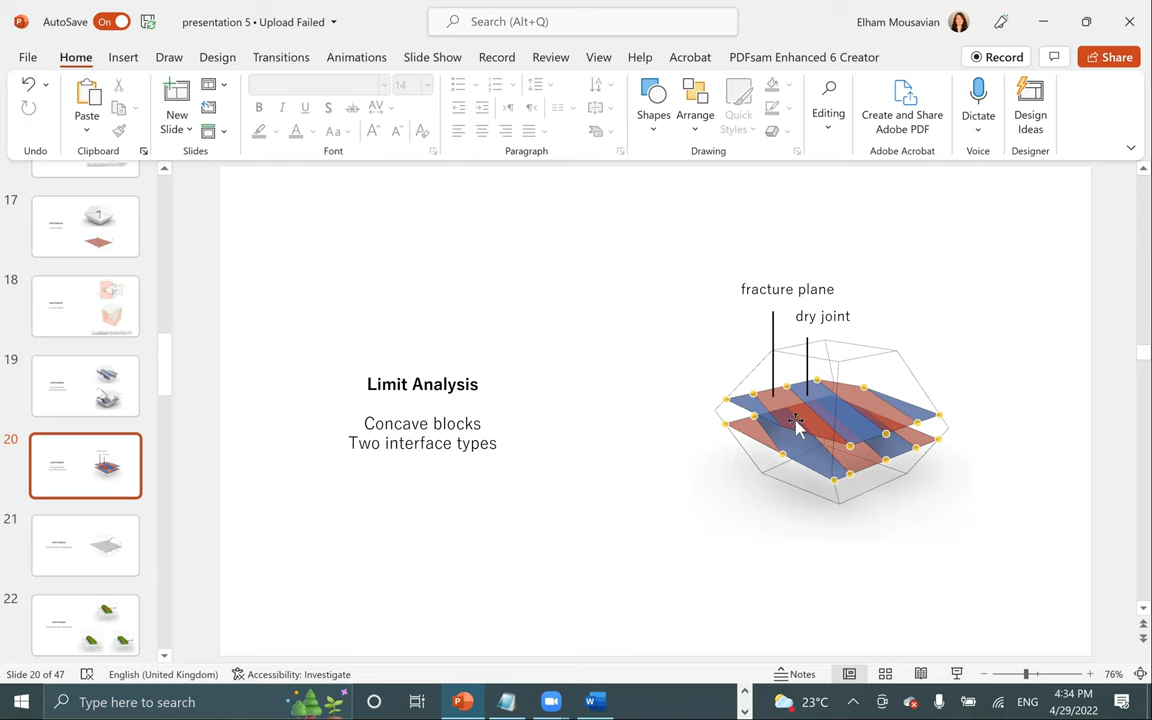 AutoSave On presentation 5 • Upload Failed Search (Alt+Q) Elham Mousavian
File Home Insert Draw Design Transitions Animations Slide Show Record Review View Help Acrobat PDFsam Enhanced 6 Creator Record Share
14
Paste New Slide Shapes Arrange Quick Styles Editing Create and Share Adobe PDF Dictate Design Ideas
B I U S ab AV
Aa A A
Undo Clipboard Slides Font Paragraph Drawing Adobe Acrobat Voice Designer
17
18
19
20
21
22
fracture plane
dry joint
Limit Analysis
Concave blocks
Two interface types
Slide 20 of 47 English (United Kingdom) Accessibility: Investigate Notes 76%
Type here to search 23°C ENG 4:34 PM
4/29/2022